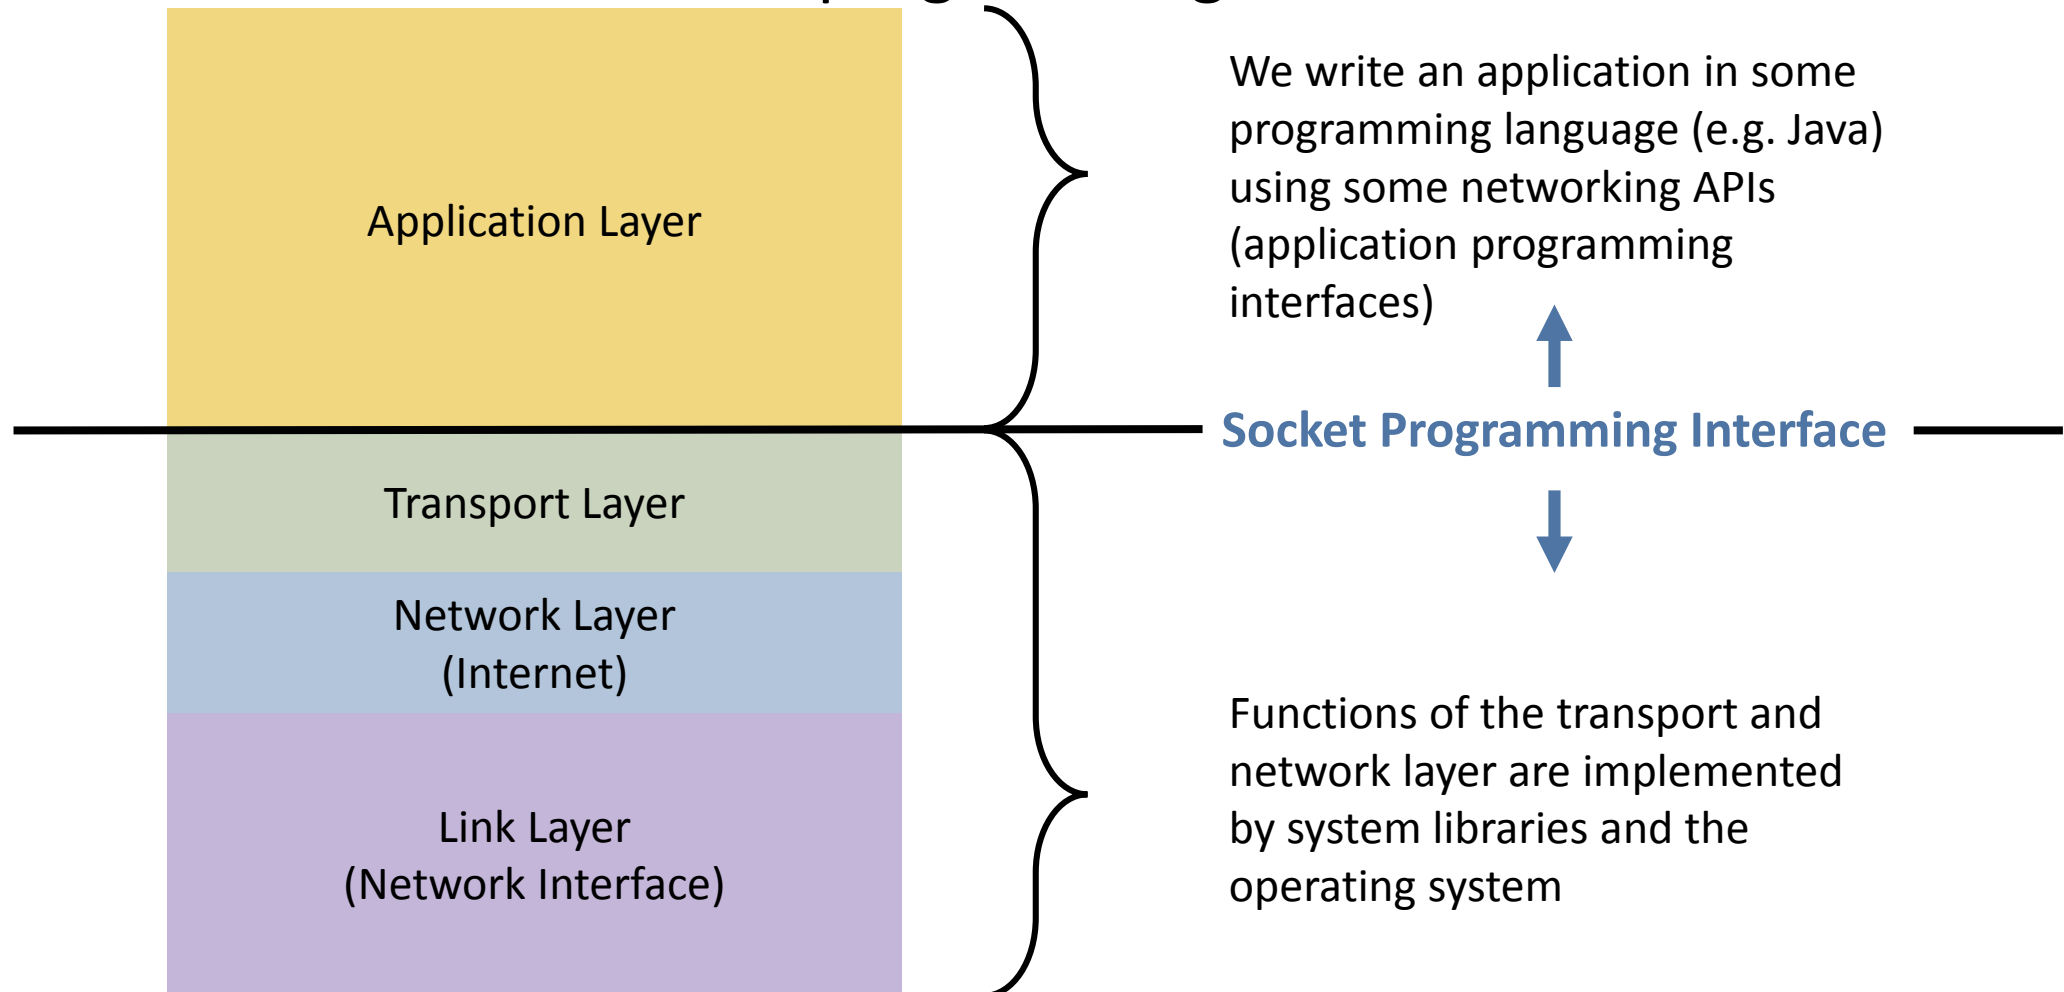 Application Layer
We write an application in some
programming language (e.g. Java)
using some networking APIs
(application programming
interfaces)
Socket Programming Interface
Transport Layer
Network Layer
(Internet)
Link Layer
(Network Interface)
Functions of the transport and
network layer are implemented
by system libraries and the
operating system